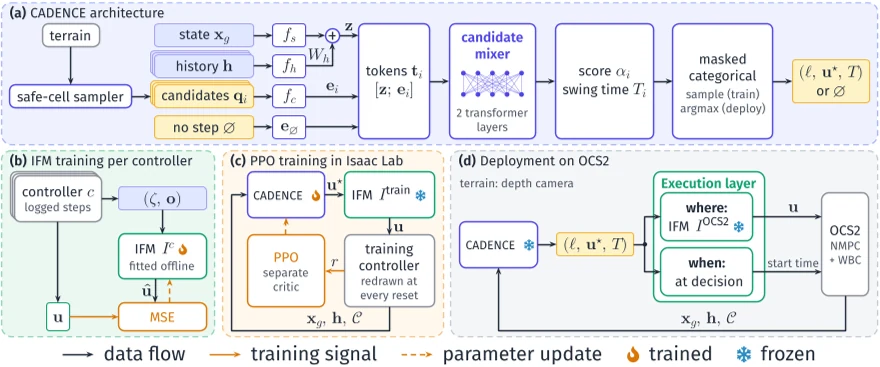 (a) CADENCE architecture
terrain
safe-cell sampler
state x_g
history h
candidates q_i
no step ∅
f_s
f_h
f_c
e_∅
W_h
+
z
e_i
tokens t_i
[z; e_i]
candidate
mixer
2 transformer
layers
score α_i
swing time T_i
masked
categorical
sample (train)
argmax (deploy)
(ℓ, u⋆, T)
or ∅
(b) IFM training per controller
controller c
logged steps
(ζ, o)
IFM I^c
fitted offline
û
u
MSE
(c) PPO training in Isaac Lab
CADENCE
u⋆
IFM I^train
u
PPO
separate
critic
r
training
controller
redrawn at
every reset
x_g, h, C
(d) Deployment on OCS2
terrain: depth camera
CADENCE
(ℓ, u⋆, T)
Execution layer
where:
IFM I^OCS2
when:
at decision
u
start time
OCS2
NMPC
+ WBC
x_g, h, C
data flow
training signal
parameter update
trained
frozen